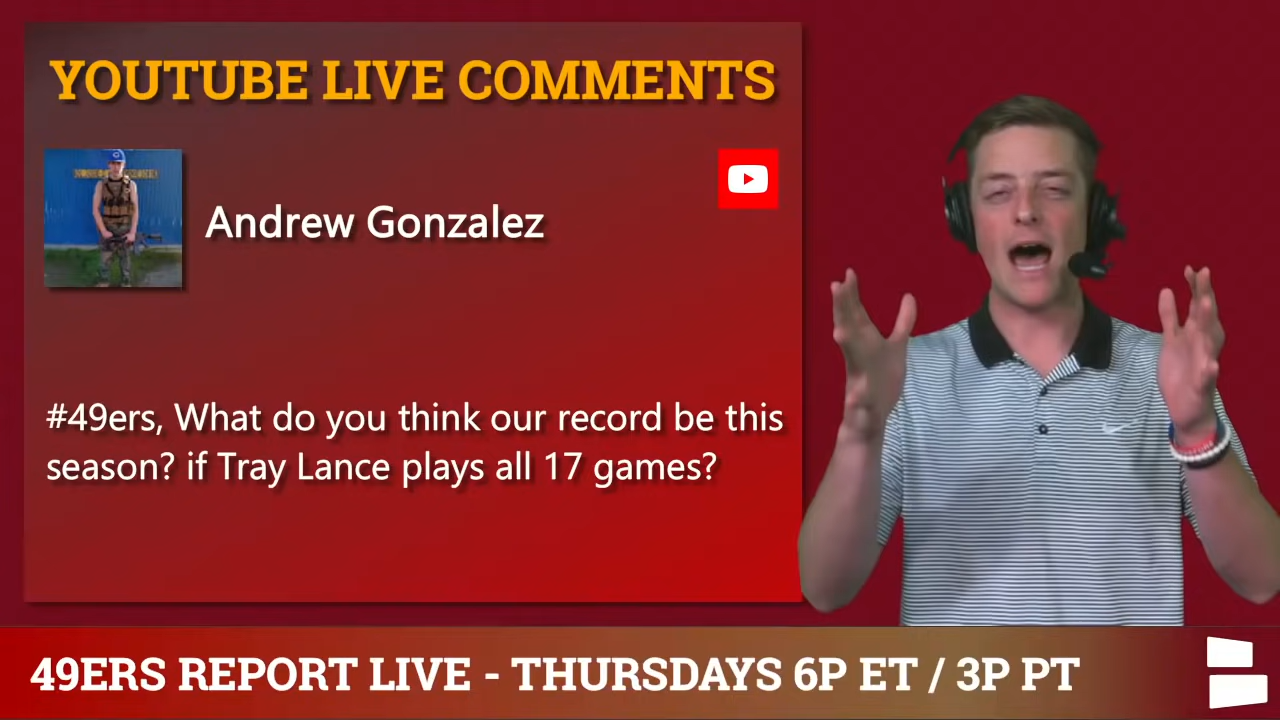 YOUTUBE LIVE COMMENTS
Andrew Gonzalez
#49ers, What do you think our record be this
season? if Tray Lance plays all 17 games?
49ERS REPORT LIVE - THURSDAYS 6P ET / 3P PT